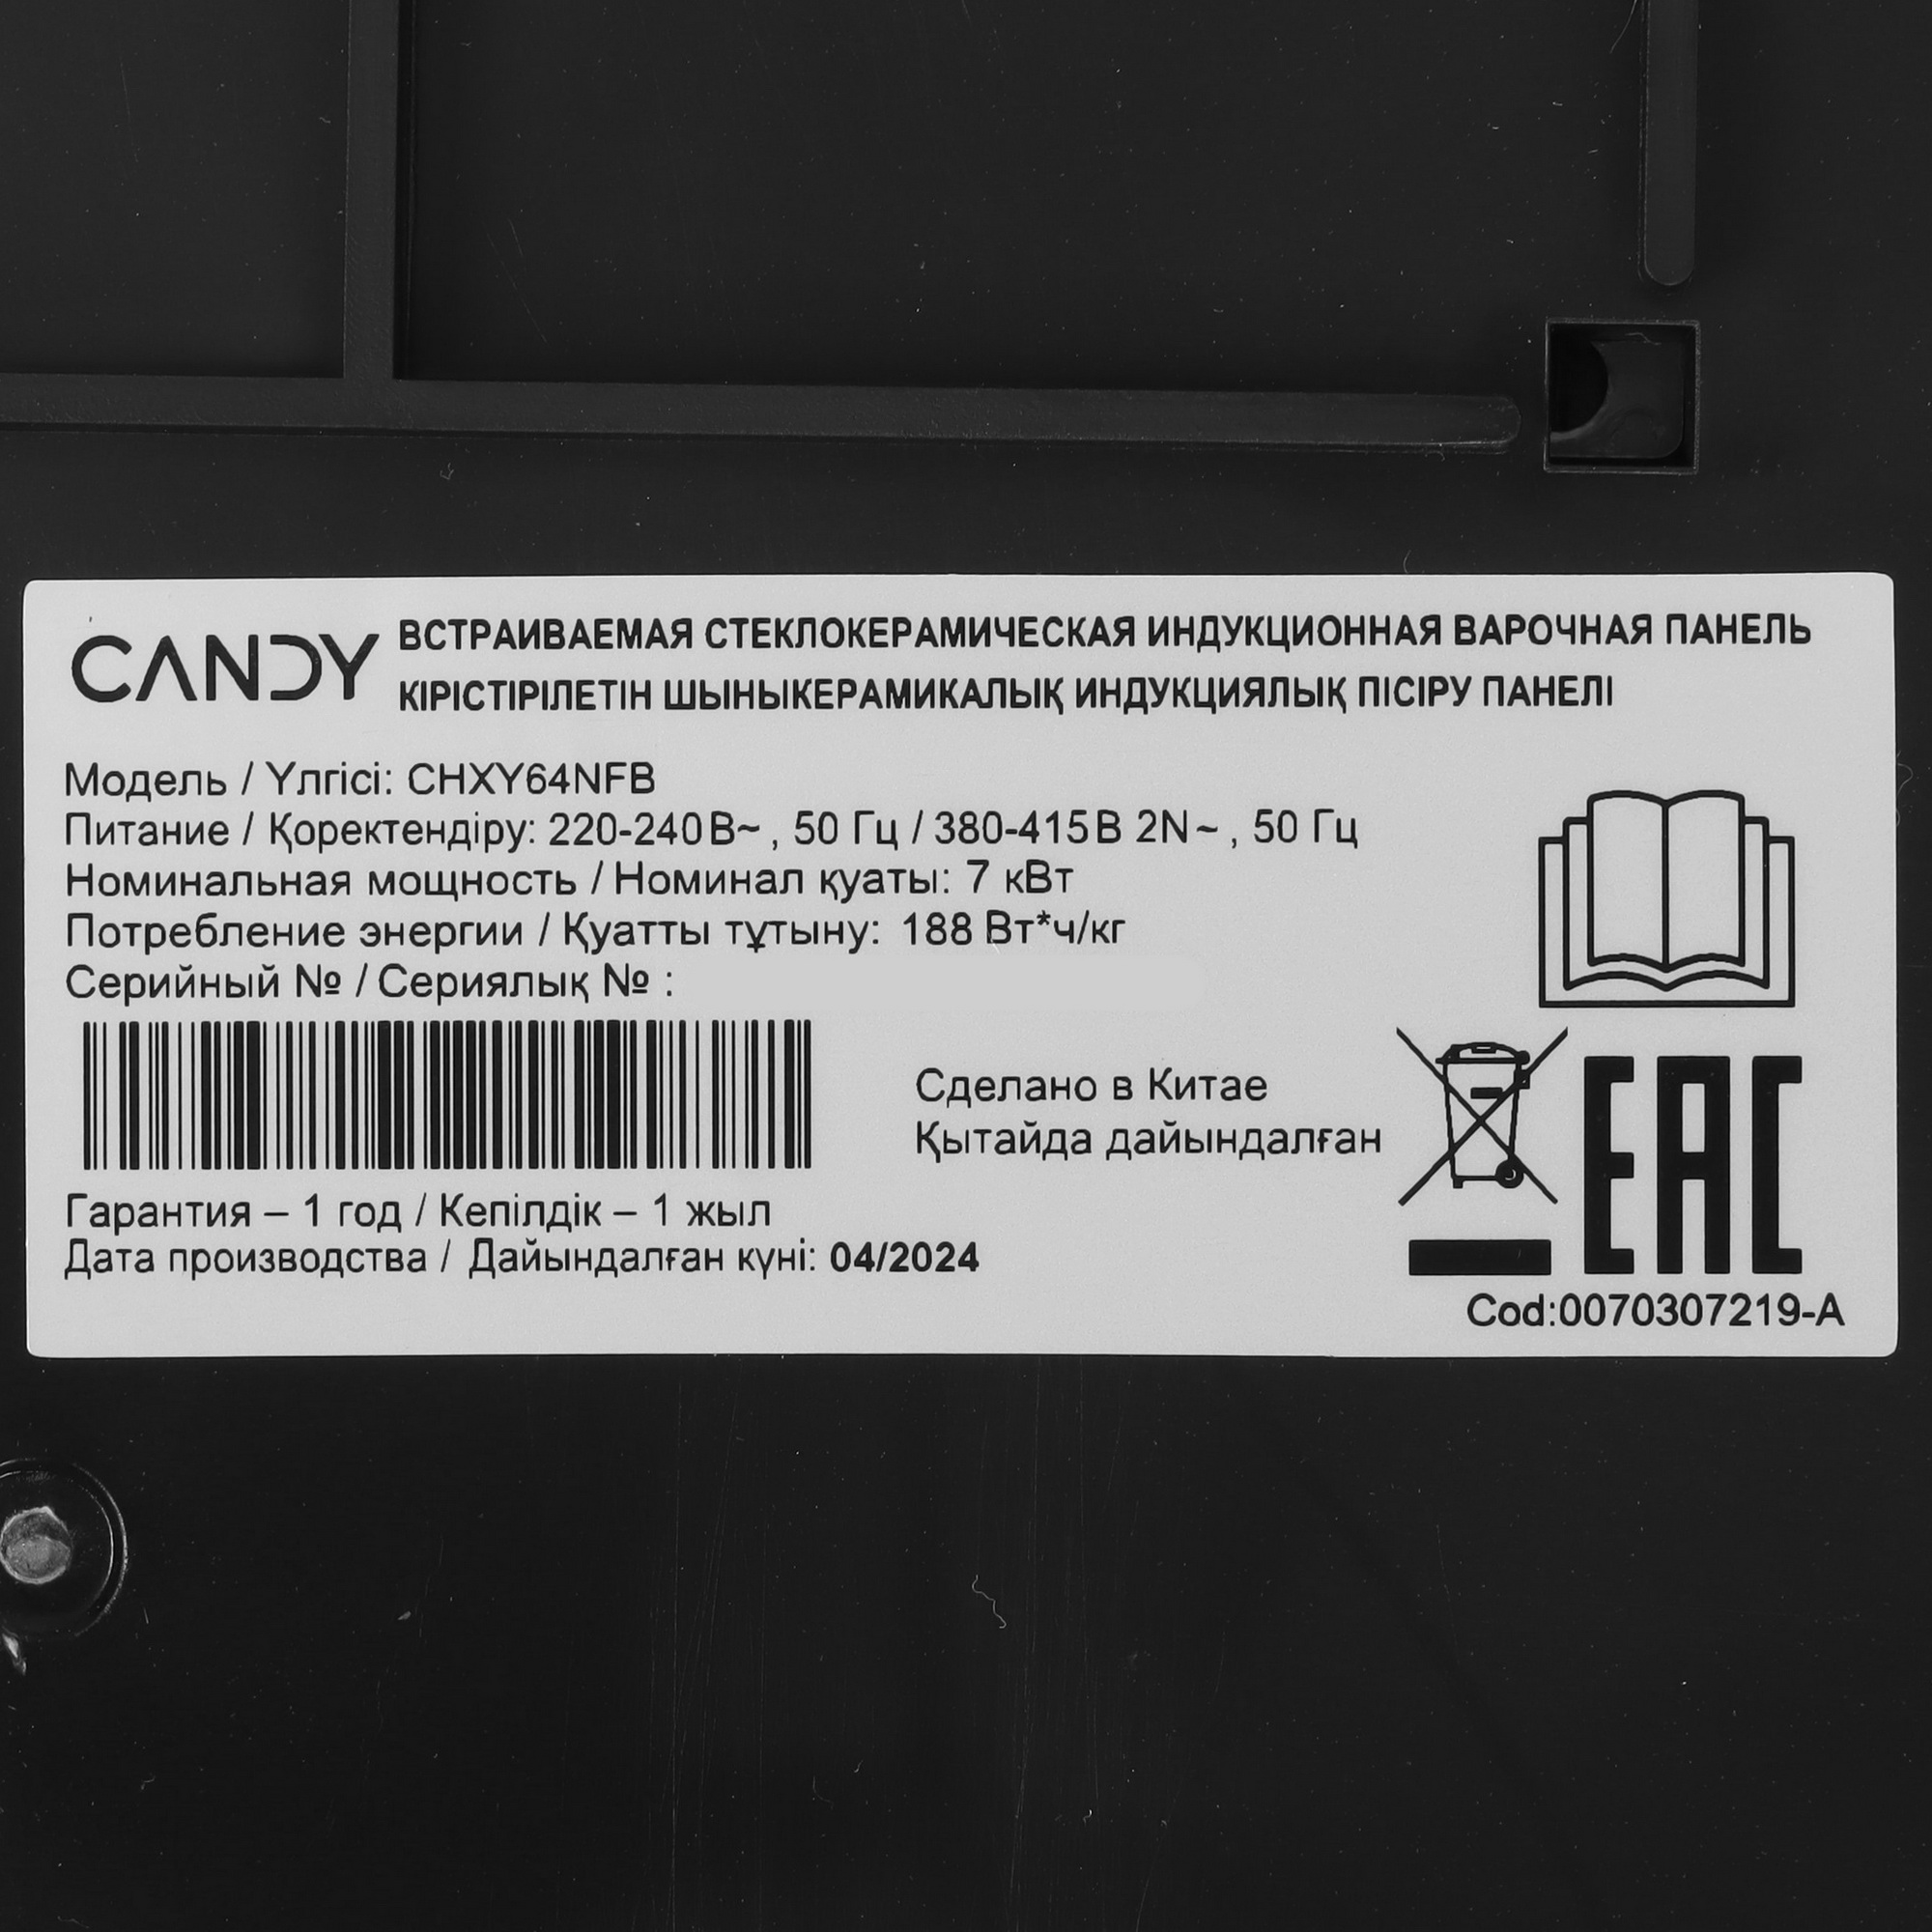 CANDY ВСТРАИВАЕМАЯ СТЕКЛОКЕРАМИЧЕСКАЯ ИНДУКЦИОННАЯ ВАРОЧНАЯ ПАНЕЛЬ
КІРІСТІРІЛЕТІН ШЫНЫКЕРАМИКАЛЫҚ ИНДУКЦИЯЛЫҚ ПІСІРУ ПАНЕЛІ
Модель / Үлгісі: CHXY64NFB
Питание / Қоректендіру: 220-240В~ , 50 Гц / 380-415В 2N~ , 50 Гц
Номинальная мощность / Номинал қуаты: 7 кВт
Потребление энергии / Қуатты тұтыну: 188 Вт*ч/кг
Серийный № / Сериялық № :
Сделано в Китае
Қытайда дайындалған
EAC
Гарантия – 1 год / Кепілдік – 1 жыл
Дата производства / Дайындалған күні: 04/2024
Cod:0070307219-A